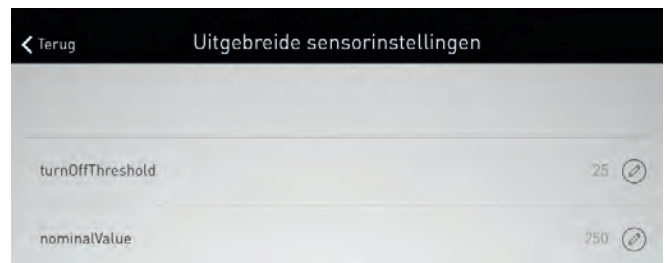 Terug
Uitgebreide sensorinstellingen
turnOffThreshold
25
nominalValue
250